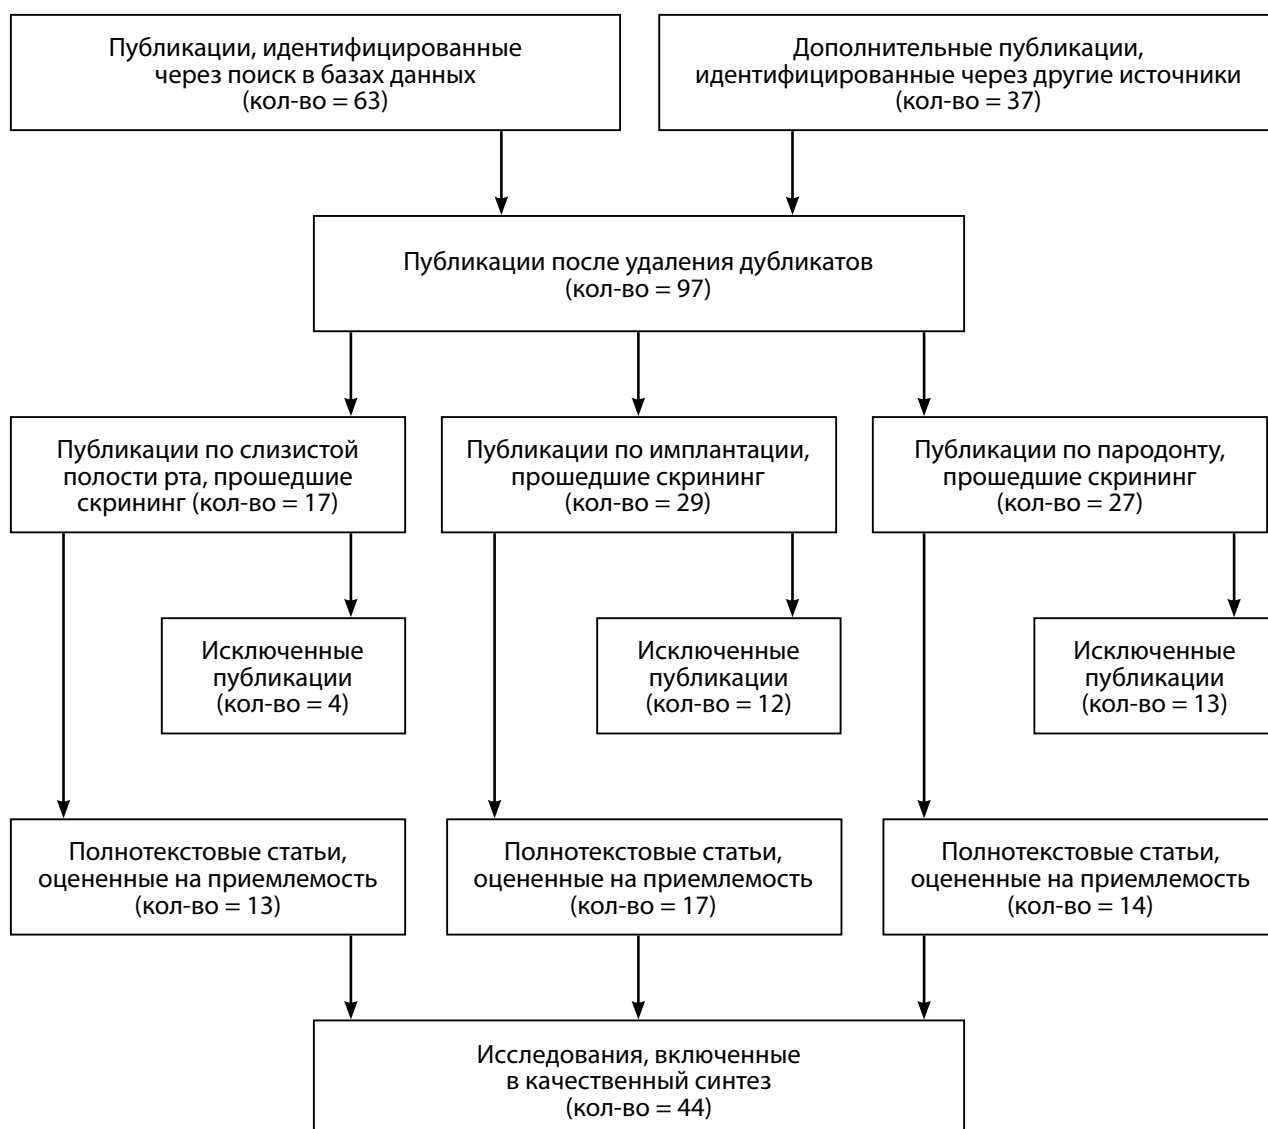 Публикации, идентифицированные
через поиск в базах данных
(кол-во = 63)
Дополнительные публикации,
идентифицированные через другие источники
(кол-во = 37)
Публикации после удаления дубликатов
(кол-во = 97)
Публикации по слизистой
полости рта, прошедшие
скрининг (кол-во = 17)
Публикации по имплантации,
прошедшие скрининг
(кол-во = 29)
Публикации по пародонту,
прошедшие скрининг
(кол-во = 27)
Исключенные
публикации
(кол-во = 4)
Исключенные
публикации
(кол-во = 12)
Исключенные
публикации
(кол-во = 13)
Полнотекстовые статьи,
оцененные на приемлемость
(кол-во = 13)
Полнотекстовые статьи,
оцененные на приемлемость
(кол-во = 17)
Полнотекстовые статьи,
оцененные на приемлемость
(кол-во = 14)
Исследования, включенные
в качественный синтез
(кол-во = 44)